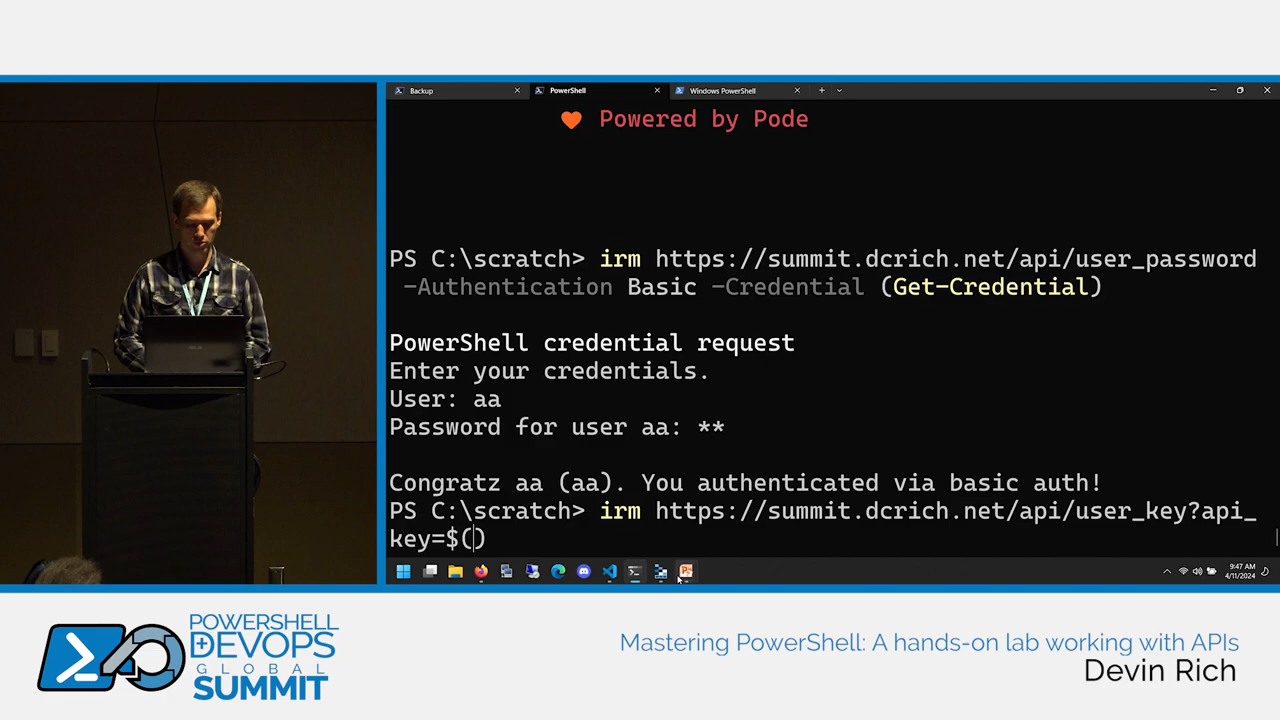 Backup
PowerShell
Windows PowerShell
Powered by Pode
PS C:\scratch> irm https://summit.dcrich.net/api/user_password
-Authentication Basic -Credential (Get-Credential)
PowerShell credential request
Enter your credentials.
User: aa
Password for user aa: **
Congratz aa (aa). You authenticated via basic auth!
PS C:\scratch> irm https://summit.dcrich.net/api/user_key?api_
key=$()
9:47 AM
4/11/2024
POWERSHELL
DEVOPS
GLOBAL
SUMMIT
Mastering PowerShell: A hands-on lab working with APIs
Devin Rich